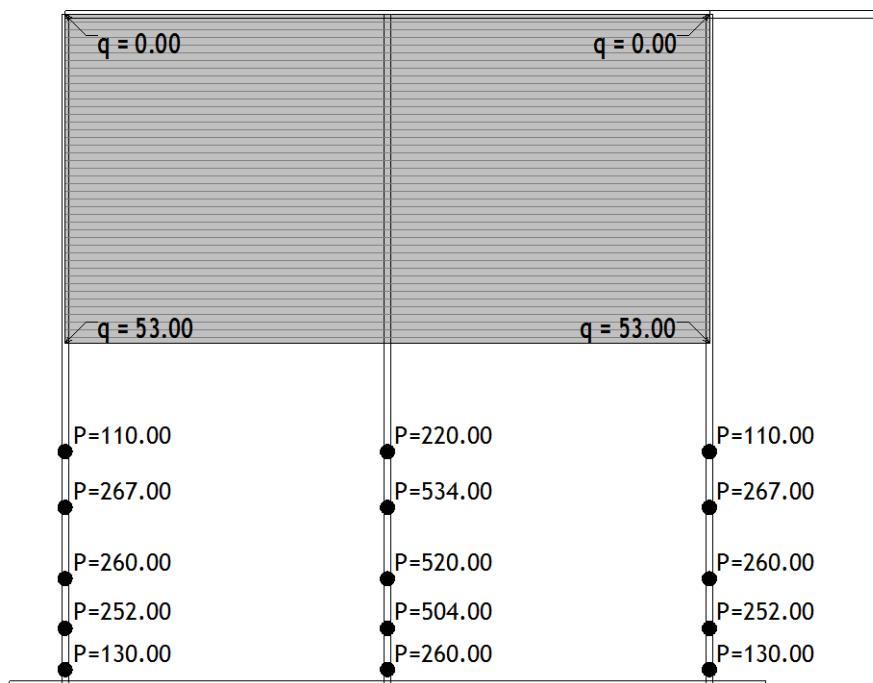 q = 0.00 q = 0.00
q = 53.00 q = 53.00
P=110.00 P=220.00 P=110.00
P=267.00 P=534.00 P=267.00
P=260.00 P=520.00 P=260.00
P=252.00 P=504.00 P=252.00
P=130.00 P=260.00 P=130.00